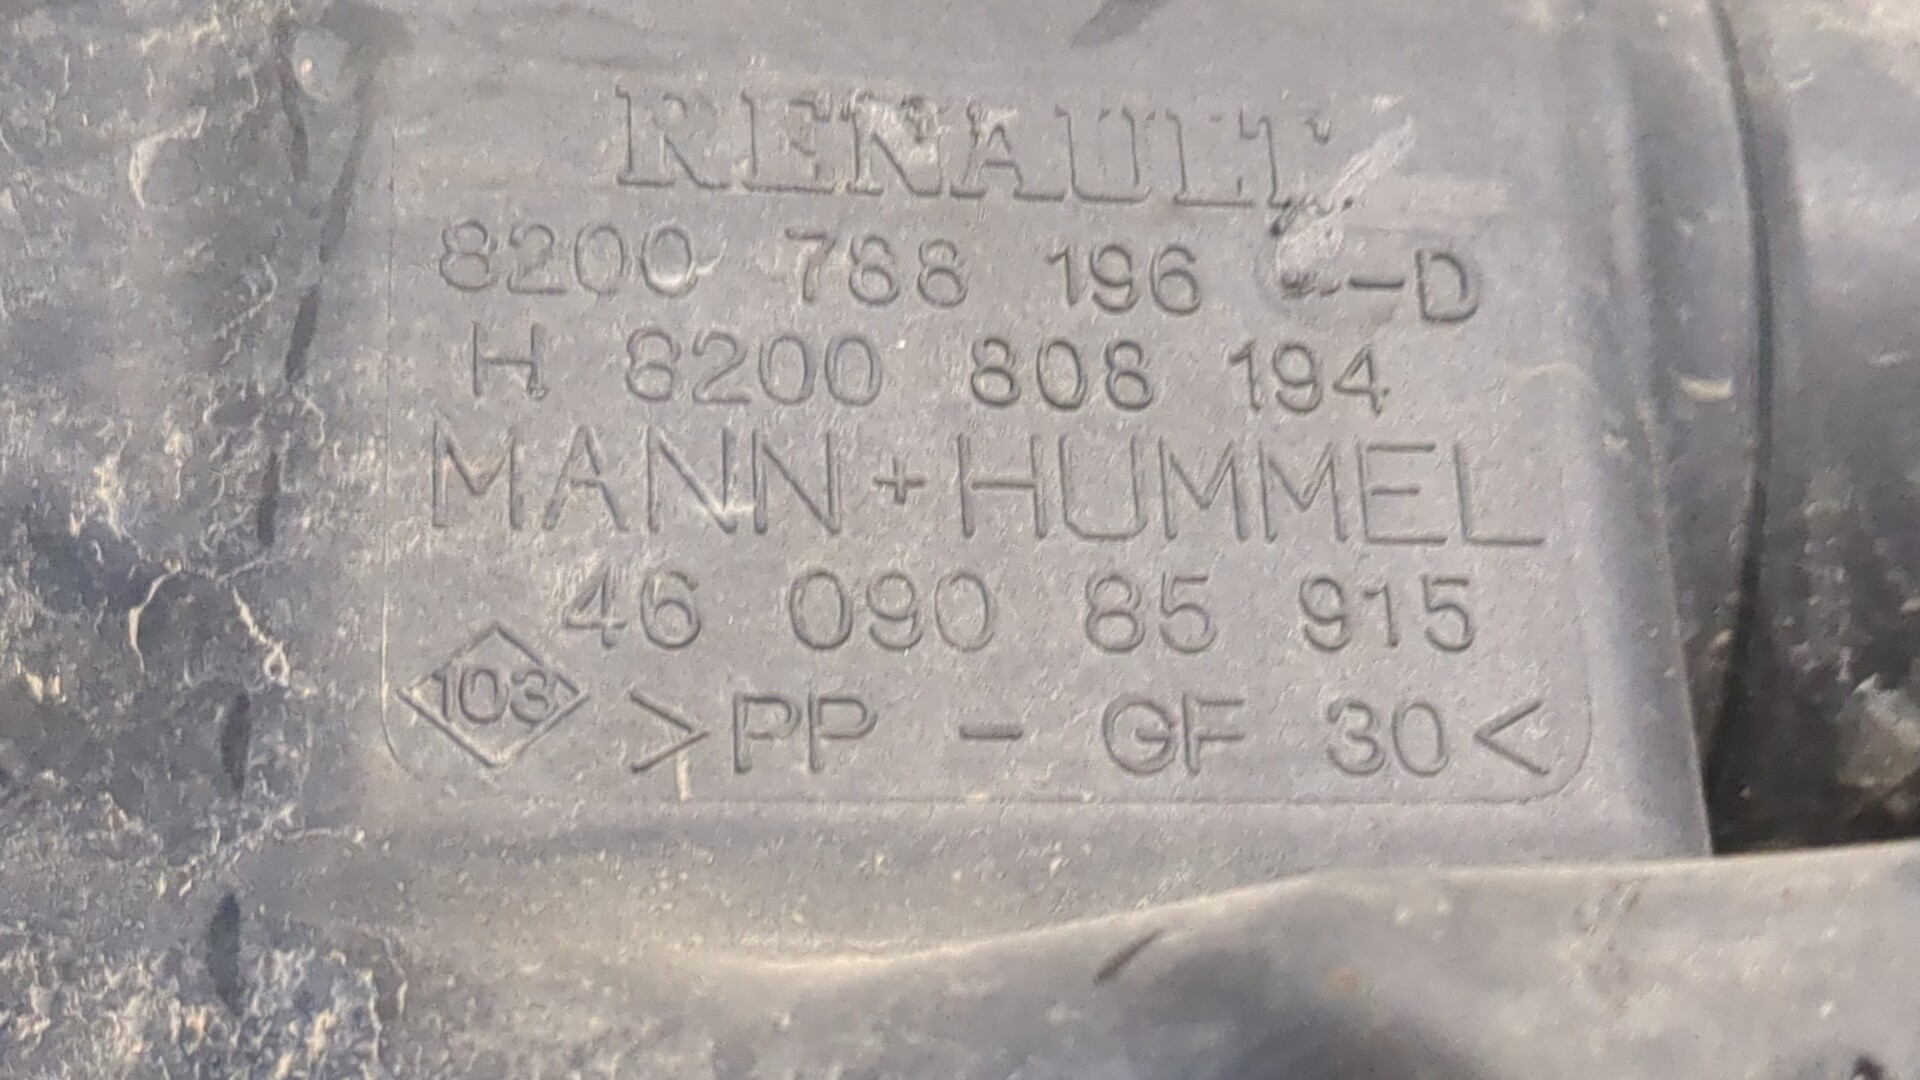 RENAULT
8200 788 196 --D
H 8200 808 194
MANN+HUMMEL
46 090 85 915
103 >PP - GF 30<